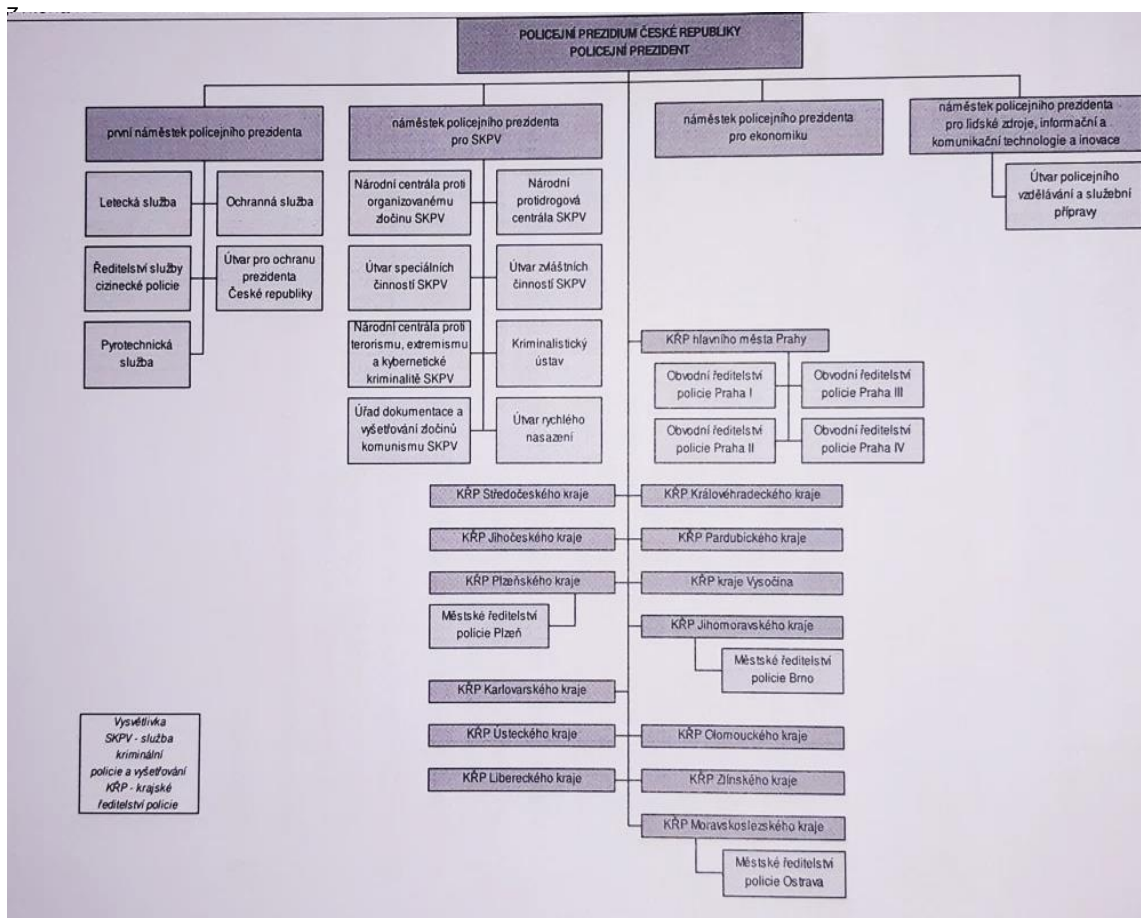 POLICEJNÍ PREZIDIUM ČESKÉ REPUBLIKY
POLICEJNÍ PREZIDENT
první náměstek policejního prezidenta
náměstek policejního prezidenta
pro SKPV
náměstek policejního prezidenta
pro ekonomiku
náměstek policejního prezidenta
pro lidské zdroje, informační a
komunikační technologie a inovace
Letecká služba
Ochranná služba
Ředitelství služby
cizinecké policie
Útvar pro ochranu
prezidenta
České republiky
Pyrotechnická
služba
Národní centrála proti
organizovanému
zločinu SKPV
Národní
protidrogová
centrála SKPV
Útvar speciálních
činností SKPV
Útvar zvláštních
činností SKPV
Národní centrála proti
terorismu, extremismu
a kybernetické
kriminalitě SKPV
Kriminalistický
ústav
Úřad dokumentace a
vyšetřování zločinů
komunismu SKPV
Útvar rychlého
nasazení
Útvar policejního
vzdělávání a služební
přípravy
KŘP hlavního města Prahy
Obvodní ředitelství
policie Praha I
Obvodní ředitelství
policie Praha III
Obvodní ředitelství
policie Praha II
Obvodní ředitelství
policie Praha IV
KŘP Středočeského kraje
KŘP Královéhradeckého kraje
KŘP Jihočeského kraje
KŘP Pardubického kraje
KŘP Plzeňského kraje
KŘP kraje Vysočina
Městské ředitelství
policie Plzeň
KŘP Jihomoravského kraje
Městské ředitelství
policie Brno
KŘP Karlovarského kraje
KŘP Ústeckého kraje
KŘP Olomouckého kraje
KŘP Libereckého kraje
KŘP Zlínského kraje
KŘP Moravskoslezského kraje
Městské ředitelství
policie Ostrava
Vysvětlivka
SKPV - služba
kriminální
policie a vyšetřování
KŘP - krajské
ředitelství policie